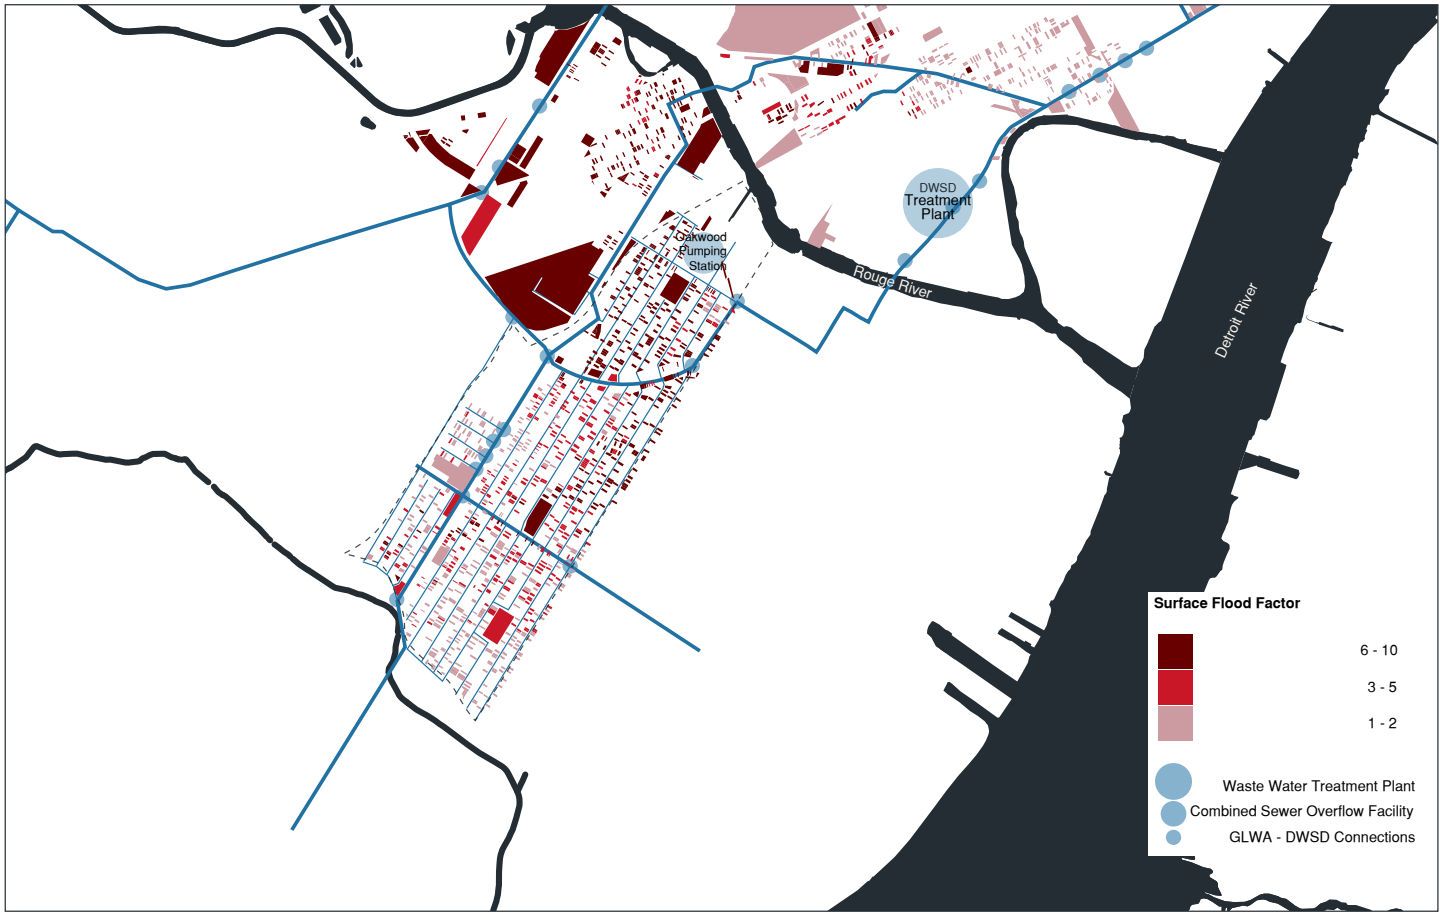 DWSD
Treatment
Plant
Oakwood
Pumping
Station
Rouge River
Detroit River
Surface Flood Factor
6 - 10
3 - 5
1 - 2
Waste Water Treatment Plant
Combined Sewer Overflow Facility
GLWA - DWSD Connections